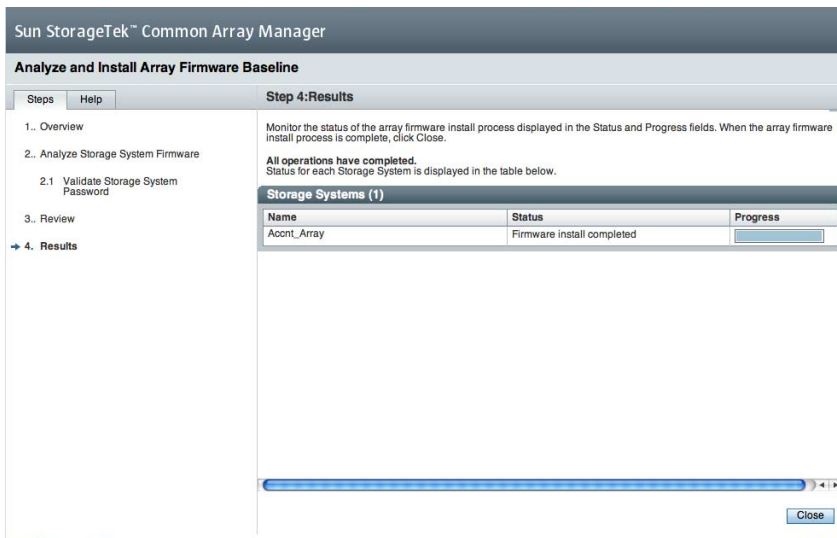 Sun StorageTek™ Common Array Manager
Analyze and Install Array Firmware Baseline
Steps
Help
1.. Overview
2.. Analyze Storage System Firmware
2.1 Validate Storage System
Password
3.. Review
4. Results
Step 4:Results
Monitor the status of the array firmware install process displayed in the Status and Progress fields. When the array firmware
install process is complete, click Close.
All operations have completed.
Status for each Storage System is displayed in the table below.
Storage Systems (1)
Name Status Progress
Accnt_Array Firmware install completed
Close